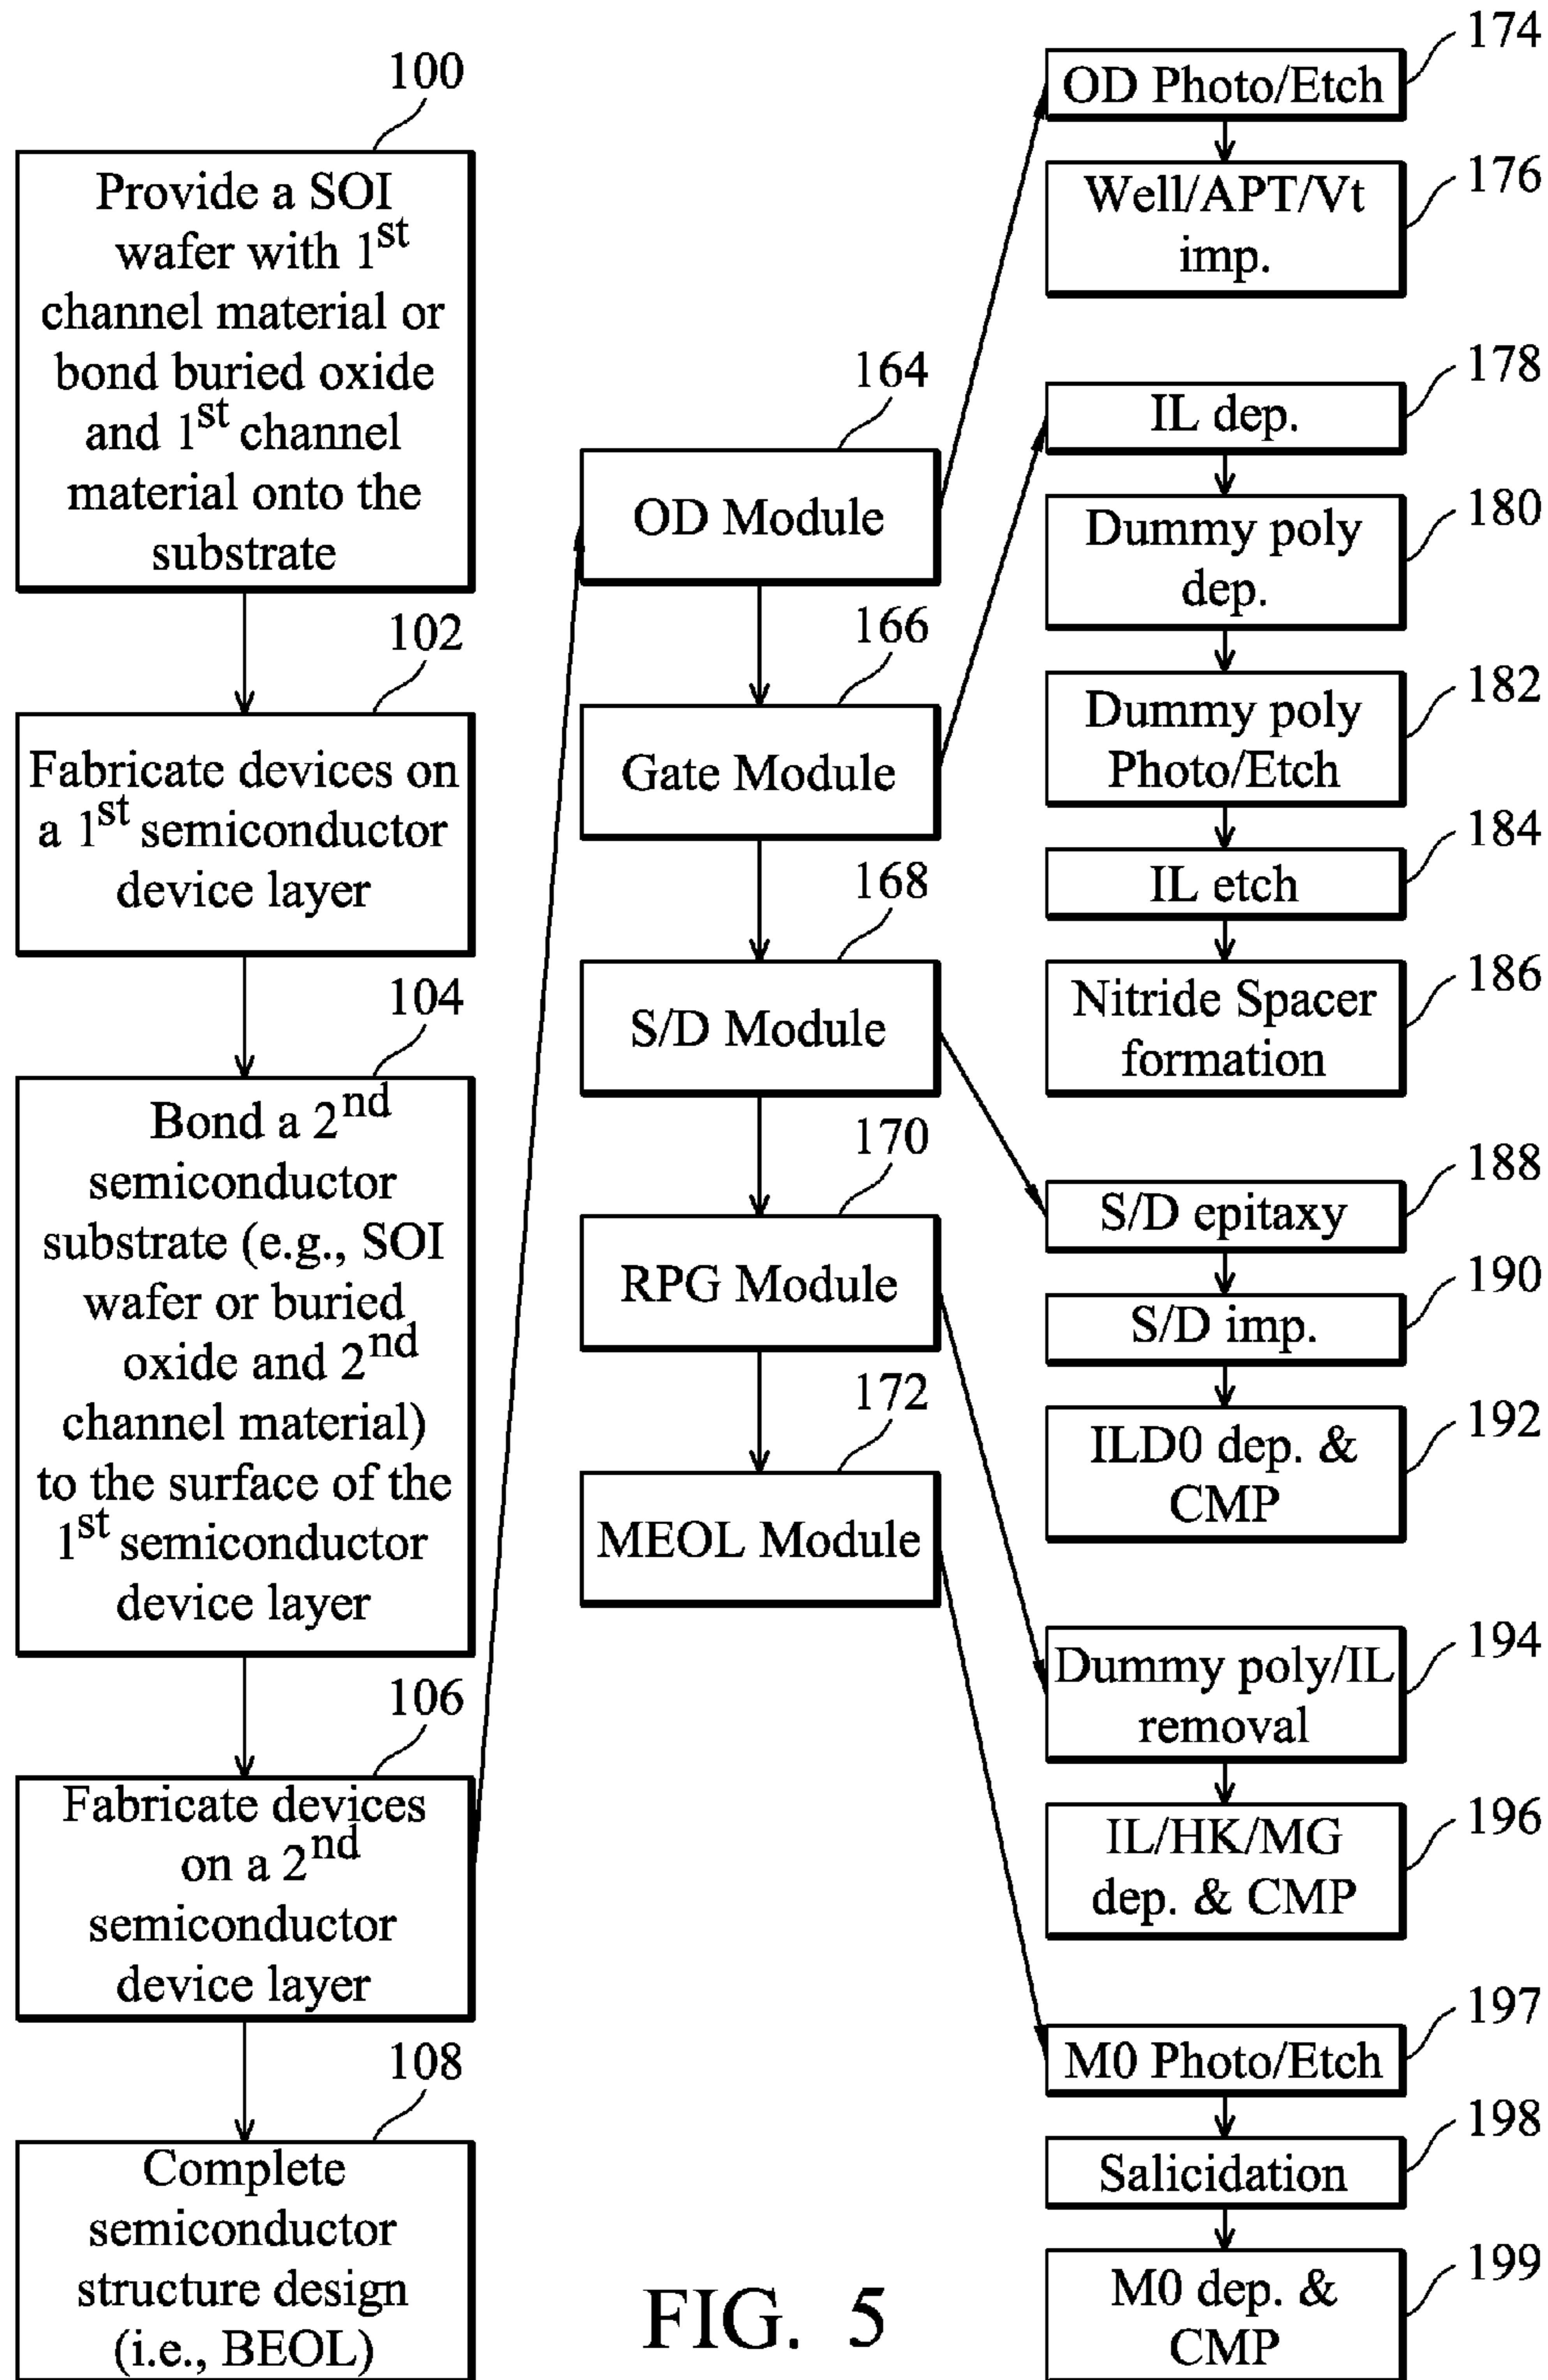 100
Provide a SOI
wafer with 1st
channel material or
bond buried oxide
and 1st channel
material onto the
substrate
102
Fabricate devices on
a 1st semiconductor
device layer
104
Bond a 2nd
semiconductor
substrate (e.g., SOI
wafer or buried
oxide and 2nd
channel material)
to the surface of the
1st semiconductor
device layer
106
Fabricate devices
on a 2nd
semiconductor
device layer
108
Complete
semiconductor
structure design
(i.e., BEOL)
164
OD Module
166
Gate Module
168
S/D Module
170
RPG Module
172
MEOL Module
174
OD Photo/Etch
176
Well/APT/Vt
imp.
178
IL dep.
180
Dummy poly
dep.
182
Dummy poly
Photo/Etch
184
IL etch
186
Nitride Spacer
formation
188
S/D epitaxy
190
S/D imp.
192
ILD0 dep. &
CMP
194
Dummy poly/IL
removal
196
IL/HK/MG
dep. & CMP
197
M0 Photo/Etch
198
Salicidation
199
M0 dep. &
CMP
FIG. 5